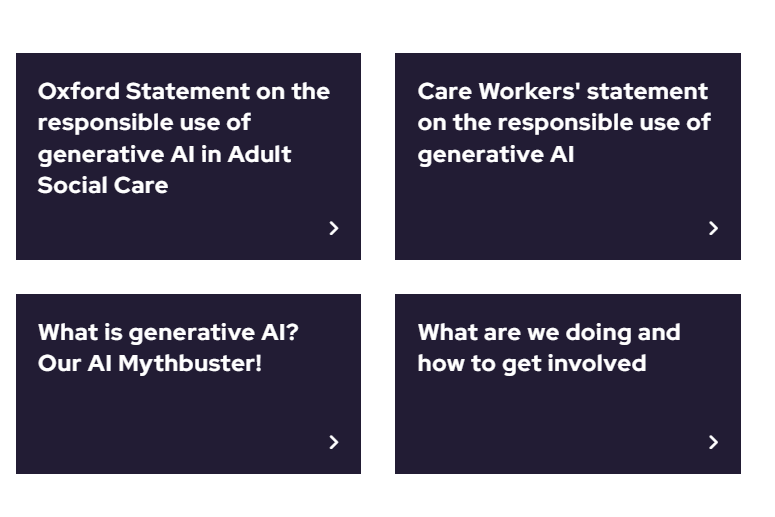 Oxford Statement on the
responsible use of
generative AI in Adult
Social Care
Care Workers' statement
on the responsible use of
generative AI
What is generative AI?
Our AI Mythbuster!
What are we doing and
how to get involved